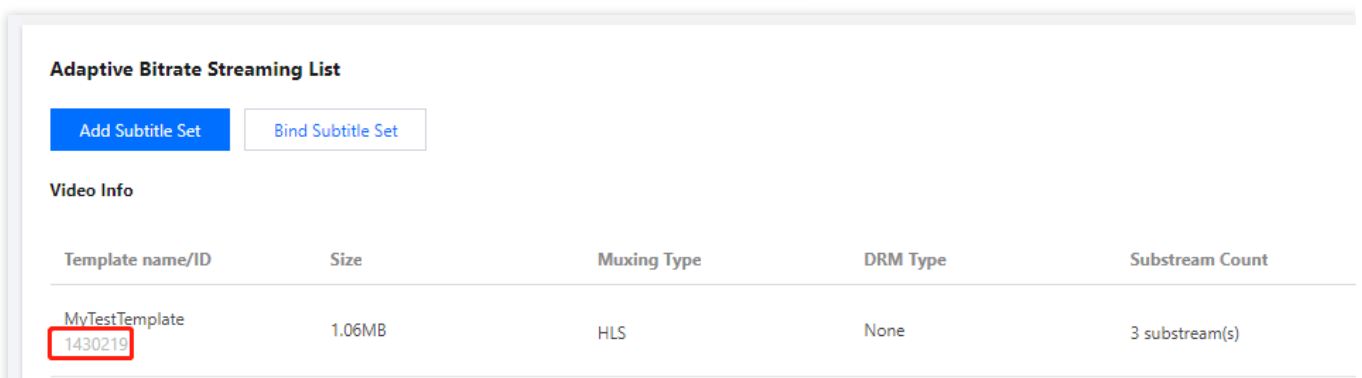 Adaptive Bitrate Streaming List
Add Subtitle Set Bind Subtitle Set
Video Info
Template name/ID Size Muxing Type DRM Type Substream Count
MyTestTemplate 1.06MB HLS None 3 substream(s)
1430219